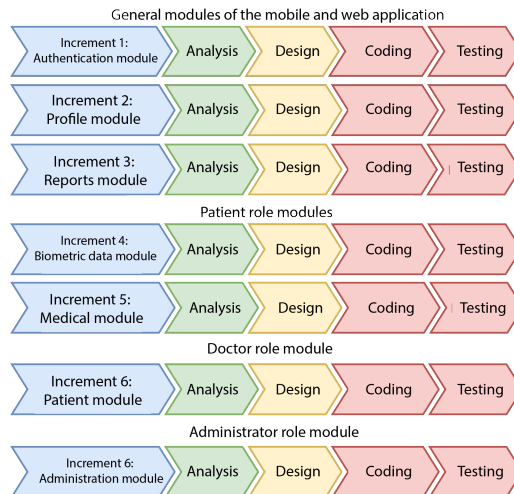 General modules of the mobile and web application
Increment 1:
Authentication module
Analysis
Design
Coding
Testing
Increment 2:
Profile module
Analysis
Design
Coding
Testing
Increment 3:
Reports module
Analysis
Design
Coding
Testing
Patient role modules
Increment 4:
Biometric data module
Analysis
Design
Coding
Testing
Increment 5:
Medical module
Analysis
Design
Coding
Testing
Doctor role module
Increment 6:
Patient module
Analysis
Design
Coding
Testing
Administrator role module
Increment 6:
Administration module
Analysis
Design
Coding
Testing